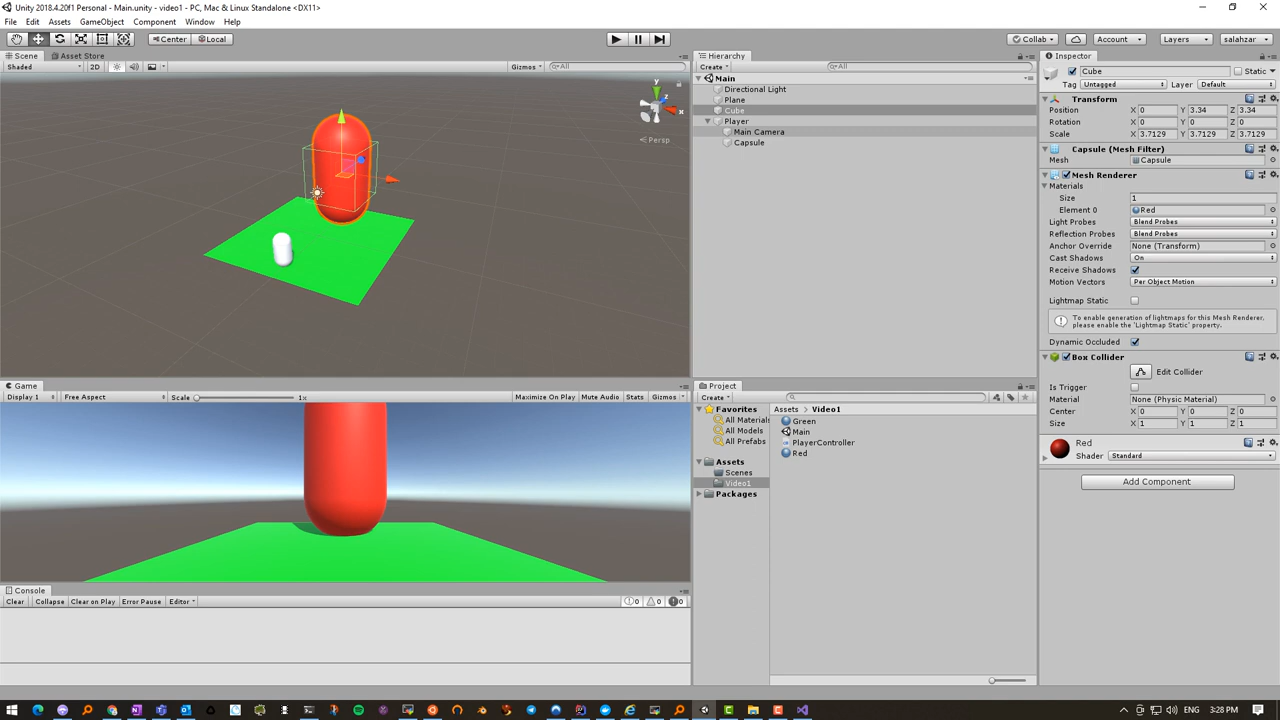 Unity 2018.4.20f1 Personal - Main.unity - video1 - PC, Mac & Linux Standalone <DX11>
File Edit Assets GameObject Component Window Help
Center Local
Collab Account Layers salahzar
Scene Asset Store
Shaded 2D Gizmos All
y
x
z
Persp
Hierarchy
Create All
Main
Directional Light
Plane
Cube
Player
Main Camera
Capsule
Inspector
Cube Static
Tag Untagged Layer Default
Transform
Position X 0 Y 3.34 Z 3.34
Rotation X 0 Y 0 Z 0
Scale X 3.7129 Y 3.7129 Z 3.7129
Capsule (Mesh Filter)
Mesh Capsule
Mesh Renderer
Materials
Size 1
Element 0 Red
Light Probes Blend Probes
Reflection Probes Blend Probes
Anchor Override None (Transform)
Cast Shadows On
Receive Shadows
Motion Vectors Per Object Motion
Lightmap Static
To enable generation of lightmaps for this Mesh Renderer,
please enable the 'Lightmap Static' property.
Dynamic Occluded
Box Collider
Edit Collider
Is Trigger
Material None (Physic Material)
Center X 0 Y 0 Z 0
Size X 1 Y 1 Z 1
Red
Shader Standard
Add Component
Game
Display 1 Free Aspect Scale 1x Maximize On Play Mute Audio Stats Gizmos
Console
Clear Collapse Clear on Play Error Pause Editor 0 0 0
Project
Create
Favorites
All Materials
All Models
All Prefabs
Assets
Scenes
Video1
Packages
Assets Video1
Green
Main
PlayerController
Red
ENG 3:28 PM